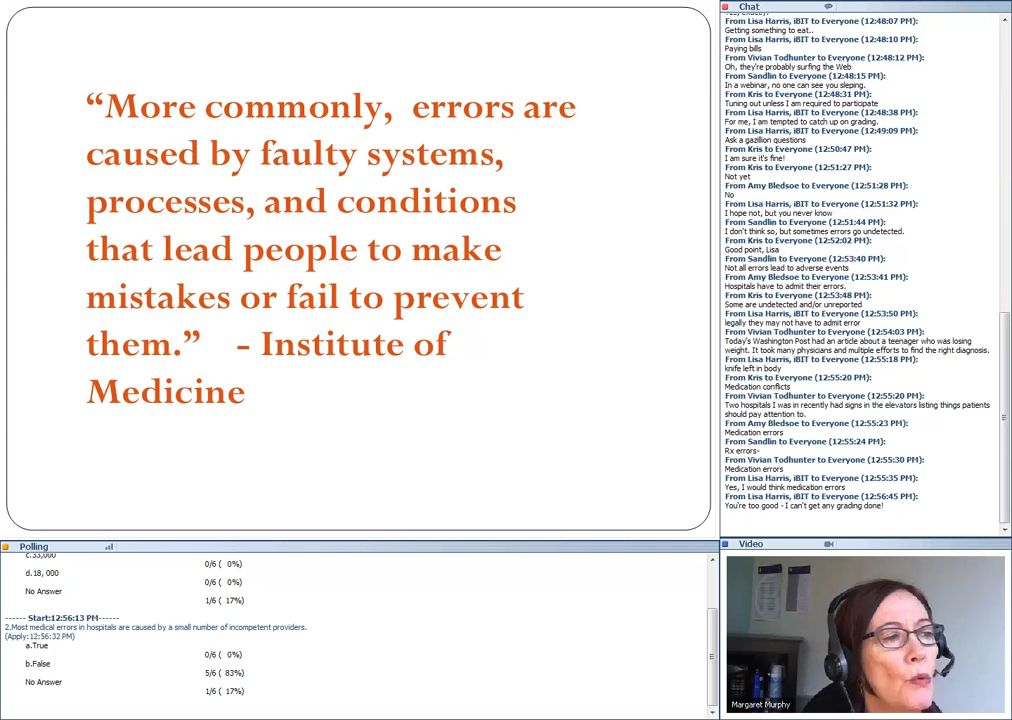 “More commonly,  errors are
caused by faulty systems,
processes, and conditions
that lead people to make
mistakes or fail to prevent
them.”    - Institute of
Medicine
Chat
From Lisa Harris, iBIT to Everyone (12:48:07 PM):
Getting something to eat..
From Lisa Harris, iBIT to Everyone (12:48:10 PM):
Paying bills
From Vivian Todhunter to Everyone (12:48:12 PM):
Oh, they're probably surfing the Web
From Sandlin to Everyone (12:48:15 PM):
In a webinar, no one can see you sleping.
From Kris to Everyone (12:48:31 PM):
Tuning out unless I am required to participate
From Lisa Harris, iBIT to Everyone (12:48:38 PM):
For me, I am tempted to catch up on grading.
From Lisa Harris, iBIT to Everyone (12:49:09 PM):
Ask a gazillion questions
From Kris to Everyone (12:50:47 PM):
I am sure it's fine!
From Kris to Everyone (12:51:27 PM):
Not yet
From Amy Bledsoe to Everyone (12:51:28 PM):
No
From Lisa Harris, iBIT to Everyone (12:51:32 PM):
I hope not, but you never know
From Sandlin to Everyone (12:51:44 PM):
I don't think so, but sometimes errors go undetected.
From Kris to Everyone (12:52:02 PM):
Good point, Lisa
From Sandlin to Everyone (12:53:40 PM):
Not all errors lead to adverse events
From Amy Bledsoe to Everyone (12:53:41 PM):
Hospitals have to admit their errors.
From Kris to Everyone (12:53:48 PM):
Some are undetected and/or unreported
From Lisa Harris, iBIT to Everyone (12:53:50 PM):
legally they may not have to admit error
From Vivian Todhunter to Everyone (12:54:03 PM):
Today's Washington Post had an article about a teenager who was losing
weight. It took many physicians and multiple efforts to find the right diagnosis.
From Lisa Harris, iBIT to Everyone (12:55:18 PM):
knife left in body
From Kris to Everyone (12:55:20 PM):
Medication conflicts
From Vivian Todhunter to Everyone (12:55:20 PM):
Two hospitals I was in recently had signs in the elevators listing things patients
should pay attention to.
From Amy Bledsoe to Everyone (12:55:23 PM):
Medication errors
From Sandlin to Everyone (12:55:24 PM):
Rx errors-
From Vivian Todhunter to Everyone (12:55:30 PM):
Medication errors
From Lisa Harris, iBIT to Everyone (12:55:35 PM):
Yes, I would think medication errors
From Lisa Harris, iBIT to Everyone (12:56:45 PM):
You're too good - I can't get any grading done!
Polling
c.33,000
0/6 (  0%)
d.18, 000
0/6 (  0%)
No Answer
1/6 ( 17%)
------ Start:12:56:13 PM------
2.Most medical errors in hospitals are caused by a small number of incompetent providers.
(Apply:12:56:32 PM)
a.True
0/6 (  0%)
b.False
5/6 ( 83%)
No Answer
1/6 ( 17%)
Video
Margaret Murphy